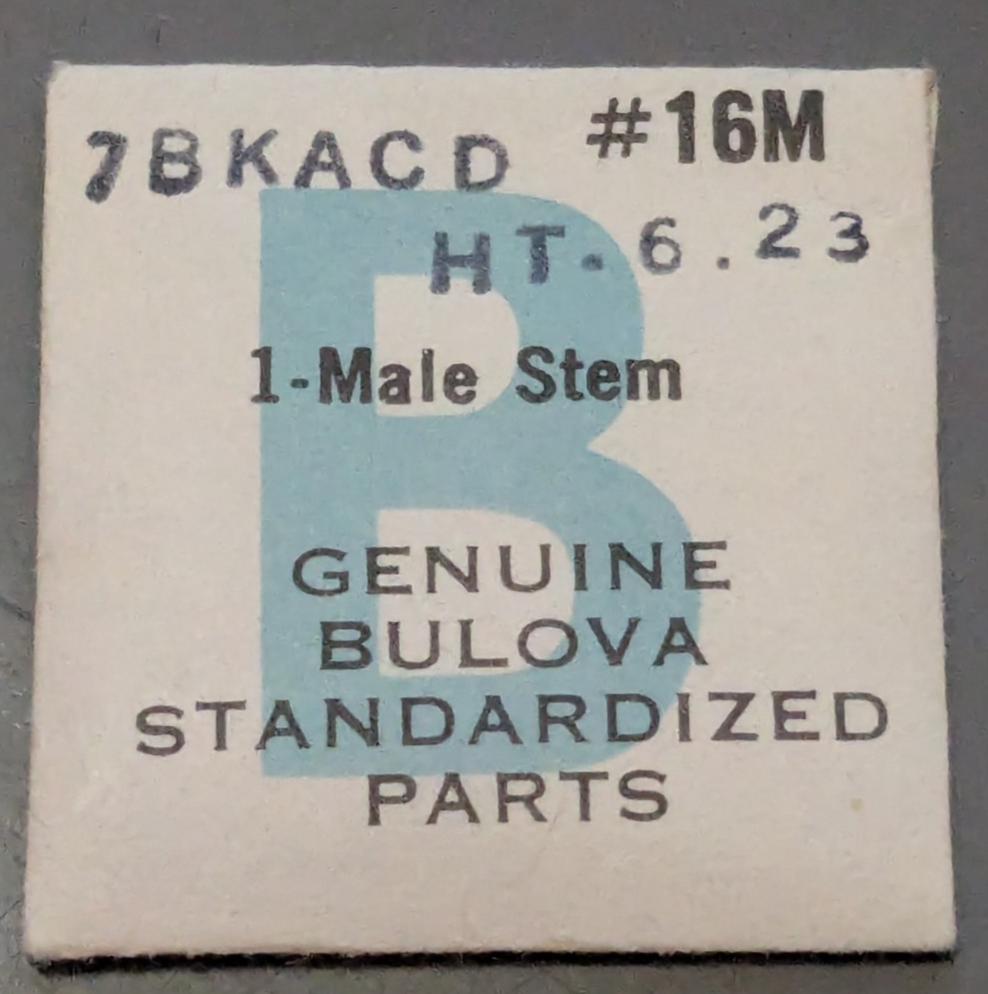 7BKACD #16M
HT-6.23
1-Male Stem
B
GENUINE
BULOVA
STANDARDIZED
PARTS